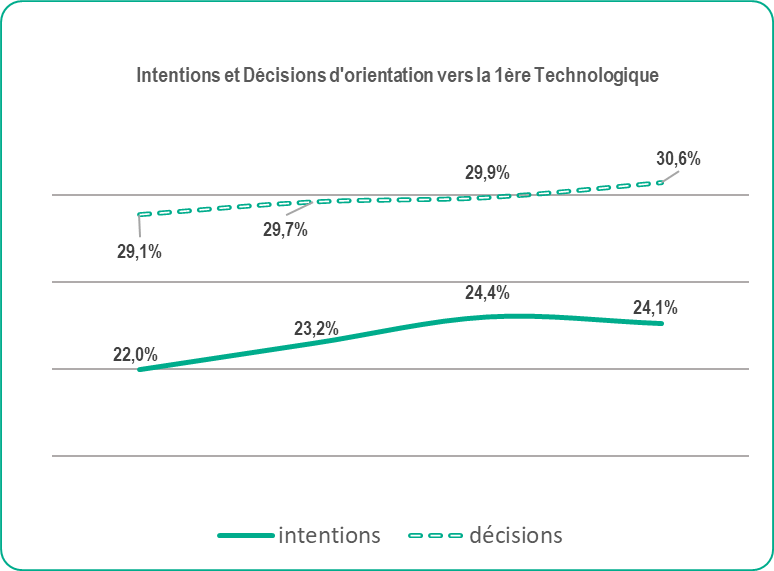 Intentions et Décisions d'orientation vers la 1ère Technologique
30,6%
29,9%
29,7%
29,1%
24,4%
24,1%
23,2%
22,0%
intentions
décisions